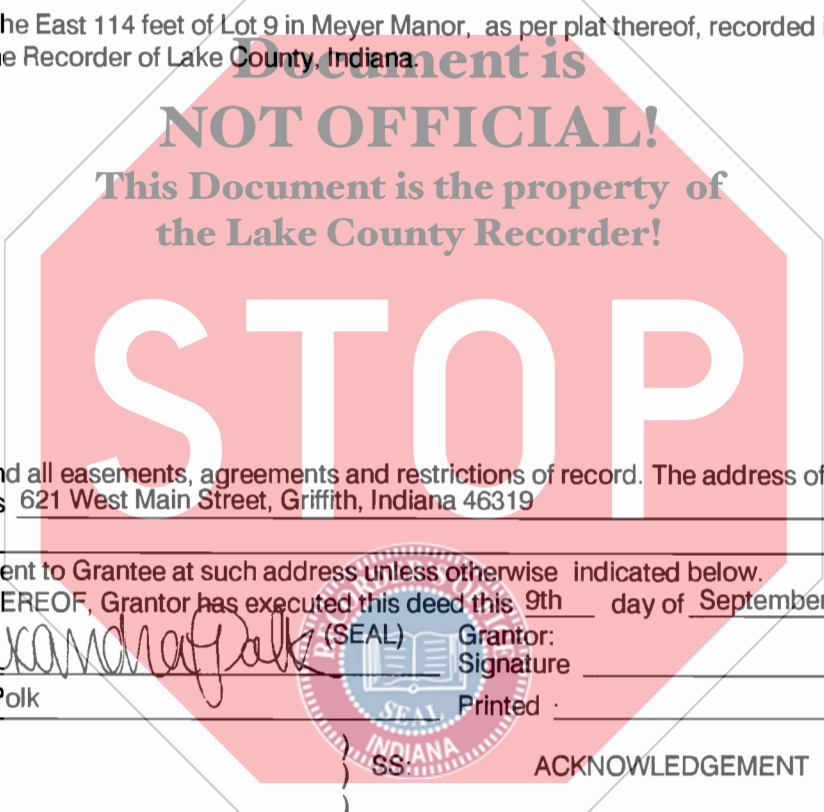 he East 114 feet of Lot 9 in Meyer Manor, as per plat thereof, recorded i
e Recorder of Lake County, Indiana.
Document is
NOT OFFICIAL!
This Document is the property of
the Lake County Recorder!
STOP
nd all easements, agreements and restrictions of record. The address of
s 621 West Main Street, Griffith, Indiana 46319
ent to Grantee at such address unless otherwise indicated below.
EREOF, Grantor has executed this deed this 9th day of September
xandra Polk (SEAL) Grantor:
Signature
Polk Printed
SEAL
INDIANA
SS: ACKNOWLEDGEMENT